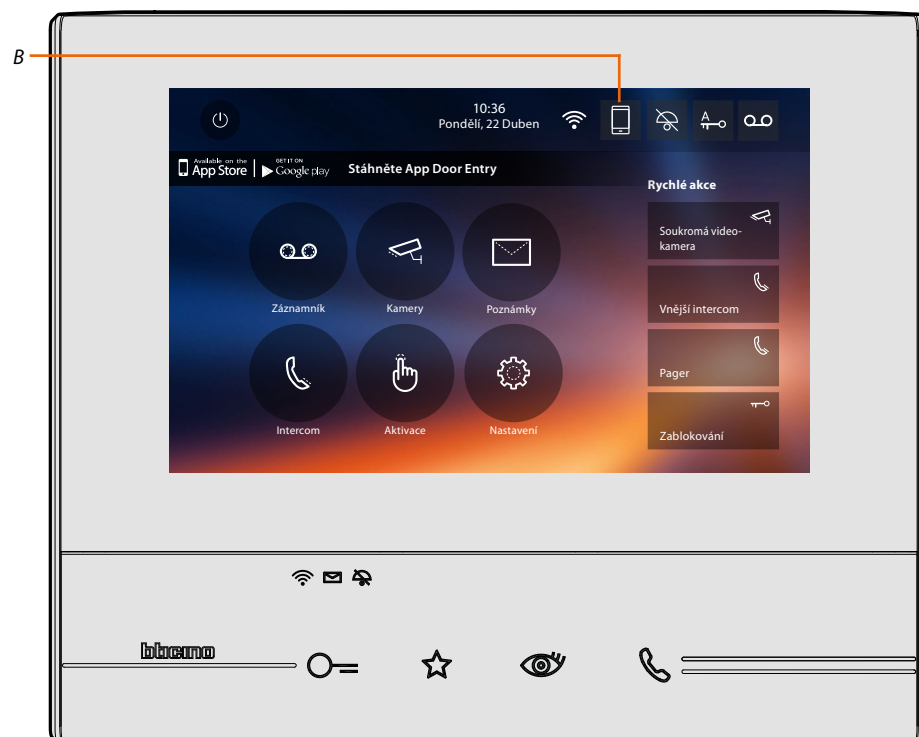 B
10:36
Pondělí, 22 Duben
A
Available on the
App Store
GET IT ON
Google play
Stáhněte App Door Entry
Rychlé akce
Soukromá video-
kamera
Vnější intercom
Pager
Zablokování
Záznamník
Kamery
Poznámky
Intercom
Aktivace
Nastavení
bticino